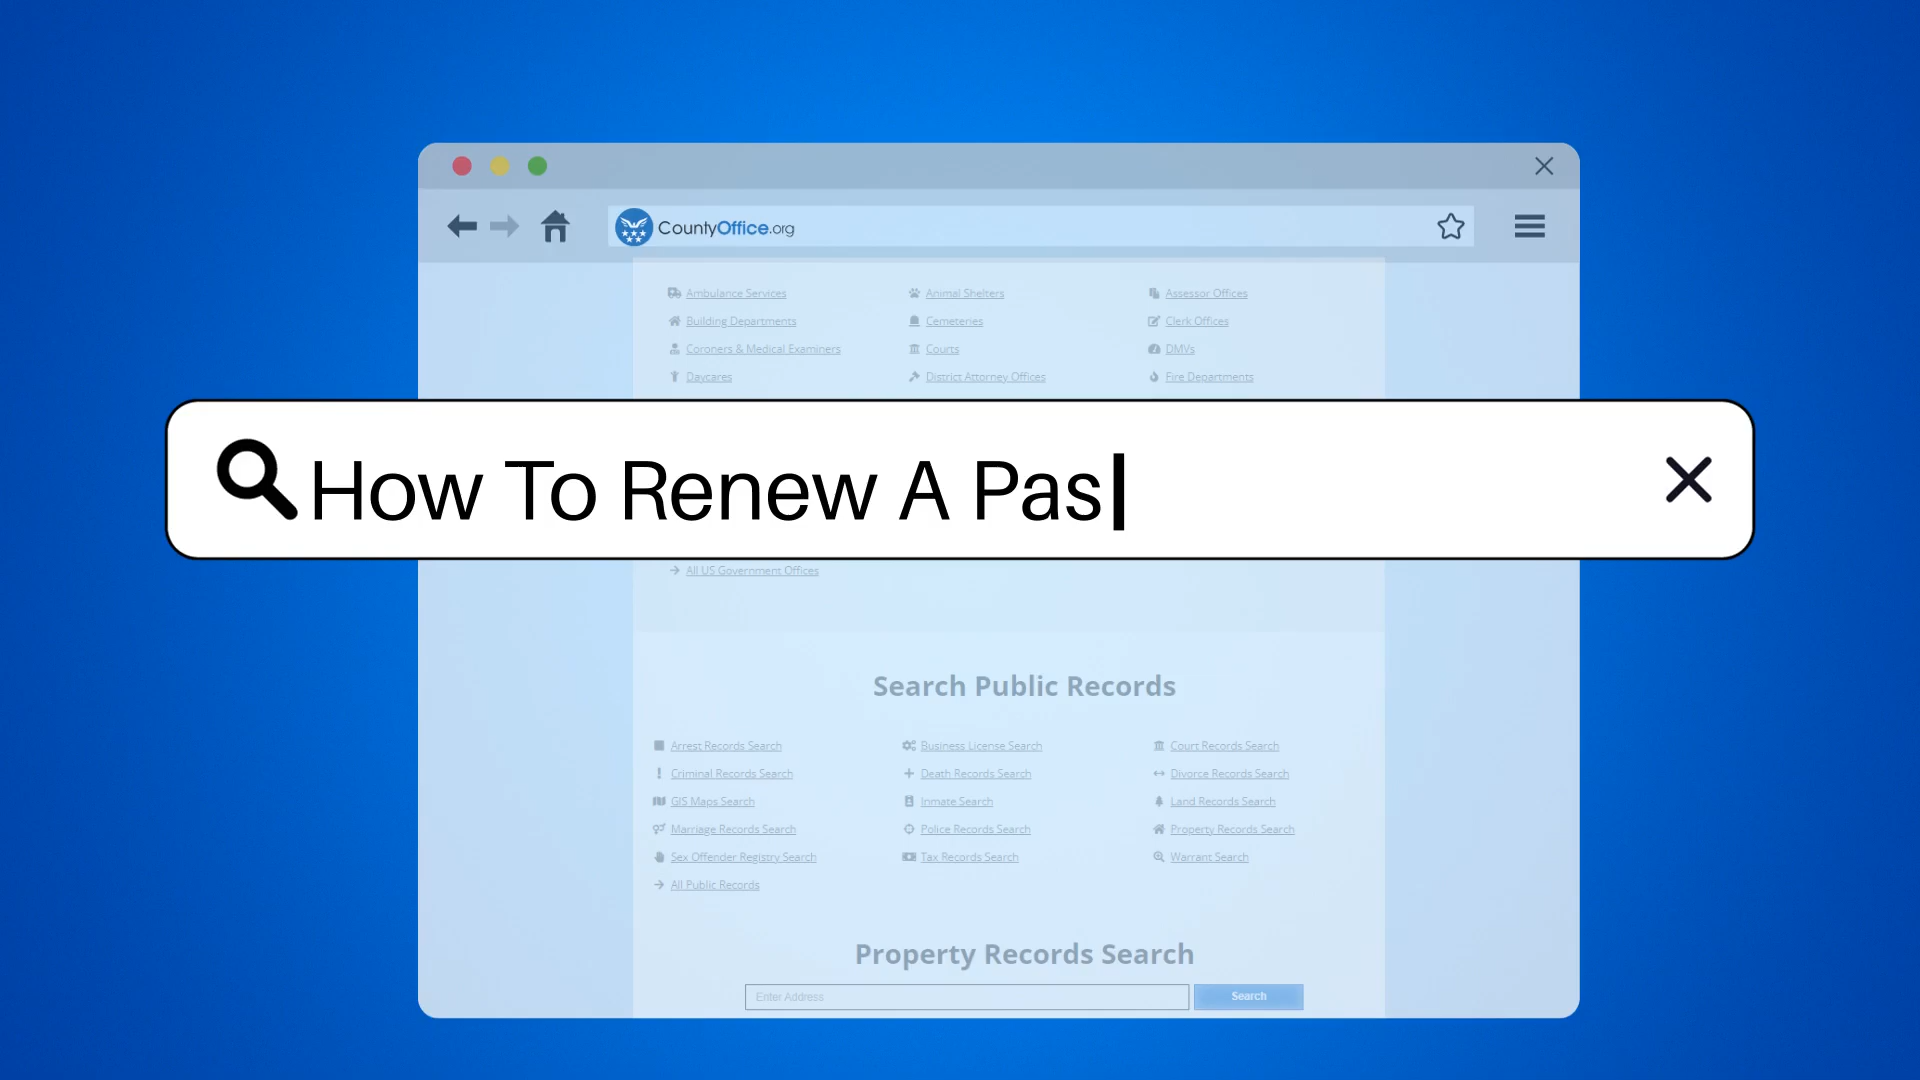 CountyOffice.org
Ambulance Services Animal Shelters Assessor Offices
Building Departments Cemeteries Clerk Offices
Coroners & Medical Examiners Courts DMVs
Daycares District Attorney Offices Fire Departments
How To Renew A Pas
All US Government Offices
Search Public Records
Arrest Records Search Business License Search Court Records Search
Criminal Records Search Death Records Search Divorce Records Search
GIS Maps Search Inmate Search Land Records Search
Marriage Records Search Police Records Search Property Records Search
Sex Offender Registry Search Tax Records Search Warrant Search
All Public Records
Property Records Search
Enter Address Search